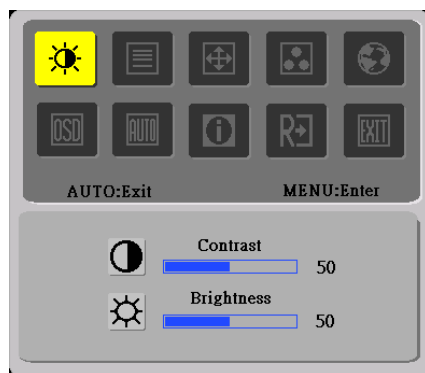 OSD AUTO i R EXIT
AUTO:Exit MENU:Enter
Contrast
50
Brightness
50